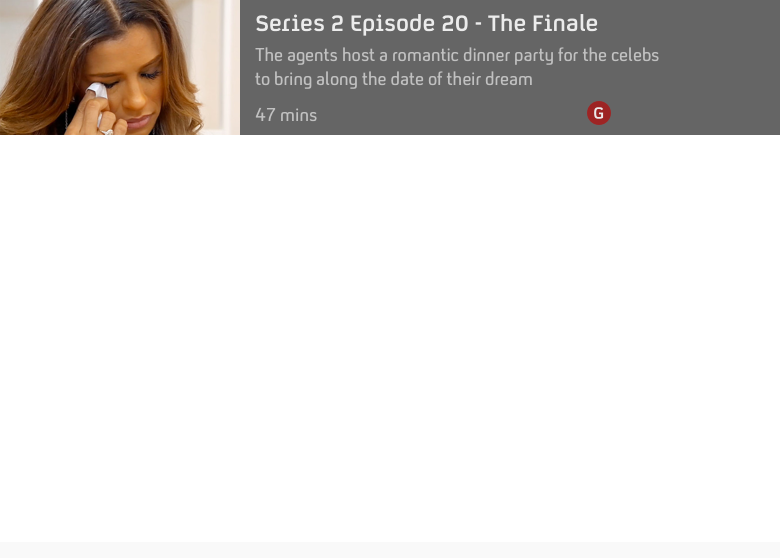 Series 2 Episode 20 - The Finale
The agents host a romantic dinner party for the celebs
to bring along the date of their dream
47 mins
G